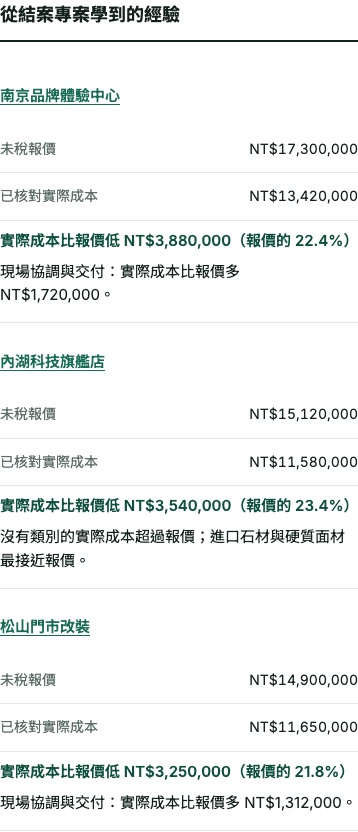 從結案專案學到的經驗
南京品牌體驗中心
未稅報價 NT$17,300,000
已核對實際成本 NT$13,420,000
實際成本比報價低 NT$3,880,000（報價的 22.4%）
現場協調與交付：實際成本比報價多
NT$1,720,000。
內湖科技旗艦店
未稅報價 NT$15,120,000
已核對實際成本 NT$11,580,000
實際成本比報價低 NT$3,540,000（報價的 23.4%）
沒有類別的實際成本超過報價；進口石材與硬質面材
最接近報價。
松山門市改裝
未稅報價 NT$14,900,000
已核對實際成本 NT$11,650,000
實際成本比報價低 NT$3,250,000（報價的 21.8%）
現場協調與交付：實際成本比報價多 NT$1,312,000。